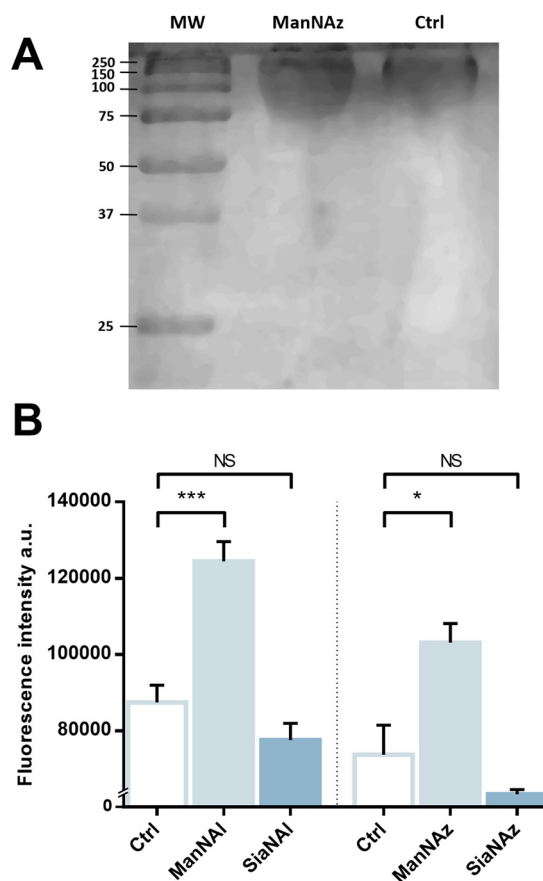 A
MW ManNAz Ctrl
250
150
100
75
50
37
25
B
NS NS
*** *
Fluorescence intensity a.u.
140000
120000
100000
80000
0
Ctrl ManNAl SiaNAl Ctrl ManNAz SiaNAz